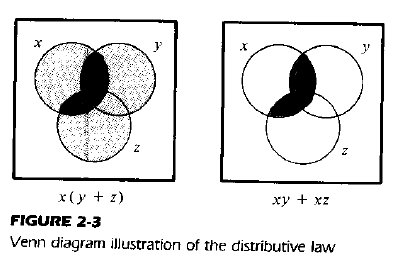 x y
z
x y
z
x(y + z)
xy + xz
FIGURE 2-3
Venn diagram illustration of the distributive law